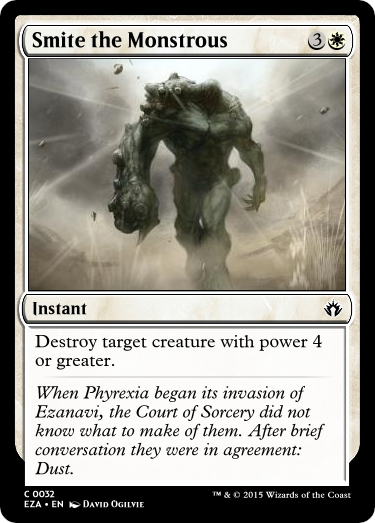 Smite the Monstrous 3
Instant
Destroy target creature with power 4
or greater.
When Phyrexia began its invasion of
Ezanavi, the Court of Sorcery did not
know what to make of them. After brief
conversation they were in agreement:
Dust.
C 0032
EZA • EN David Ogilvie
™ & © 2015 Wizards of the Coast